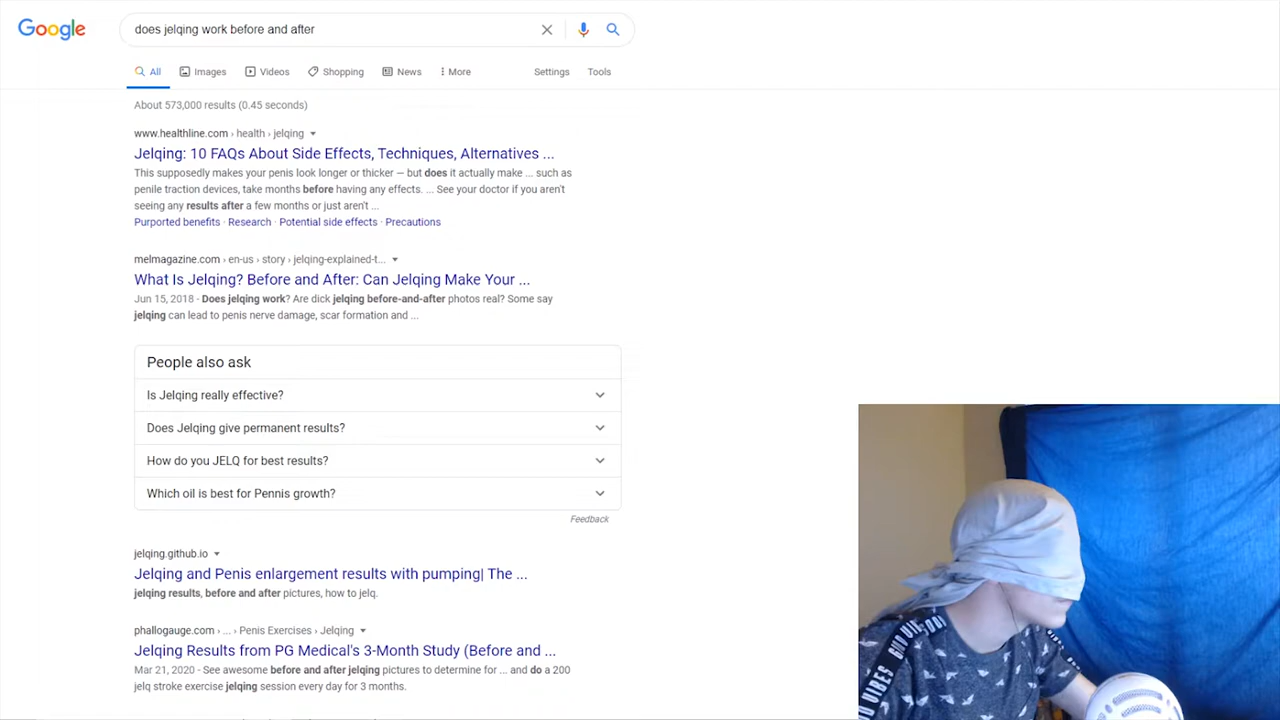 Google
does jelqing work before and after
All Images Videos Shopping News More Settings Tools
About 573,000 results (0.45 seconds)
www.healthline.com › health › jelqing
Jelqing: 10 FAQs About Side Effects, Techniques, Alternatives ...
This supposedly makes your penis look longer or thicker — but does it actually make ... such as
penile traction devices, take months before having any effects. ... See your doctor if you aren't
seeing any results after a few months or just aren't ...
Purported benefits · Research · Potential side effects · Precautions
melmagazine.com › en-us › story › jelqing-explained-t...
What Is Jelqing? Before and After: Can Jelqing Make Your ...
Jun 15, 2018 - Does jelqing work? Are dick jelqing before-and-after photos real? Some say
jelqing can lead to penis nerve damage, scar formation and ...
People also ask
Is Jelqing really effective?
Does Jelqing give permanent results?
How do you JELQ for best results?
Which oil is best for Pennis growth?
Feedback
jelqing.github.io
Jelqing and Penis enlargement results with pumping| The ...
jelqing results, before and after pictures, how to jelq.
phallogauge.com › ... › Penis Exercises › Jelqing
Jelqing Results from PG Medical's 3-Month Study (Before and ...
Mar 21, 2020 - See awesome before and after jelqing pictures to determine for ... and do a 200
jelq stroke exercise jelqing session every day for 3 months.
VIBES